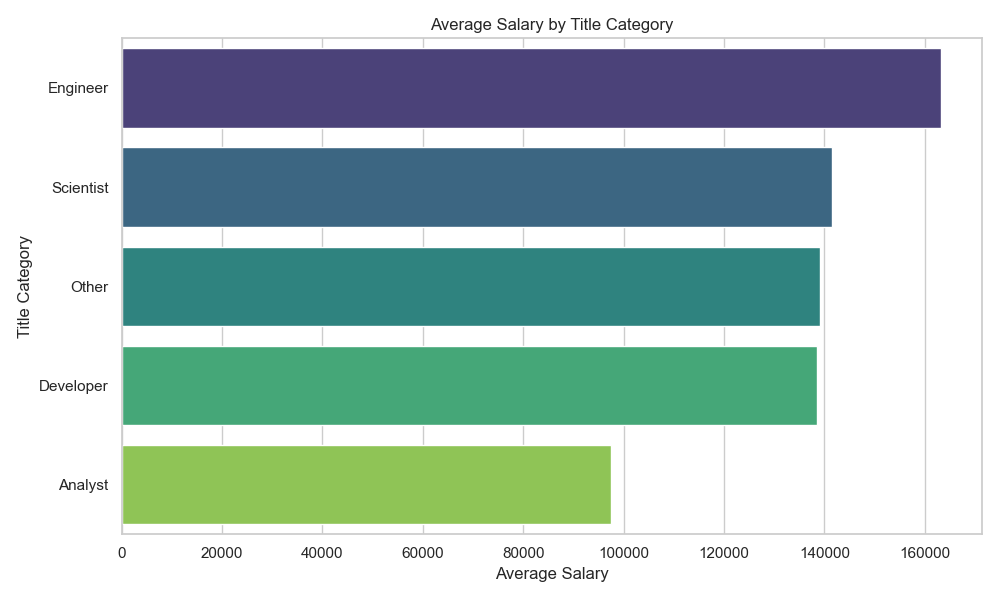 Average Salary by Title Category
Title Category
Engineer
Scientist
Other
Developer
Analyst
0 20000 40000 60000 80000 100000 120000 140000 160000
Average Salary